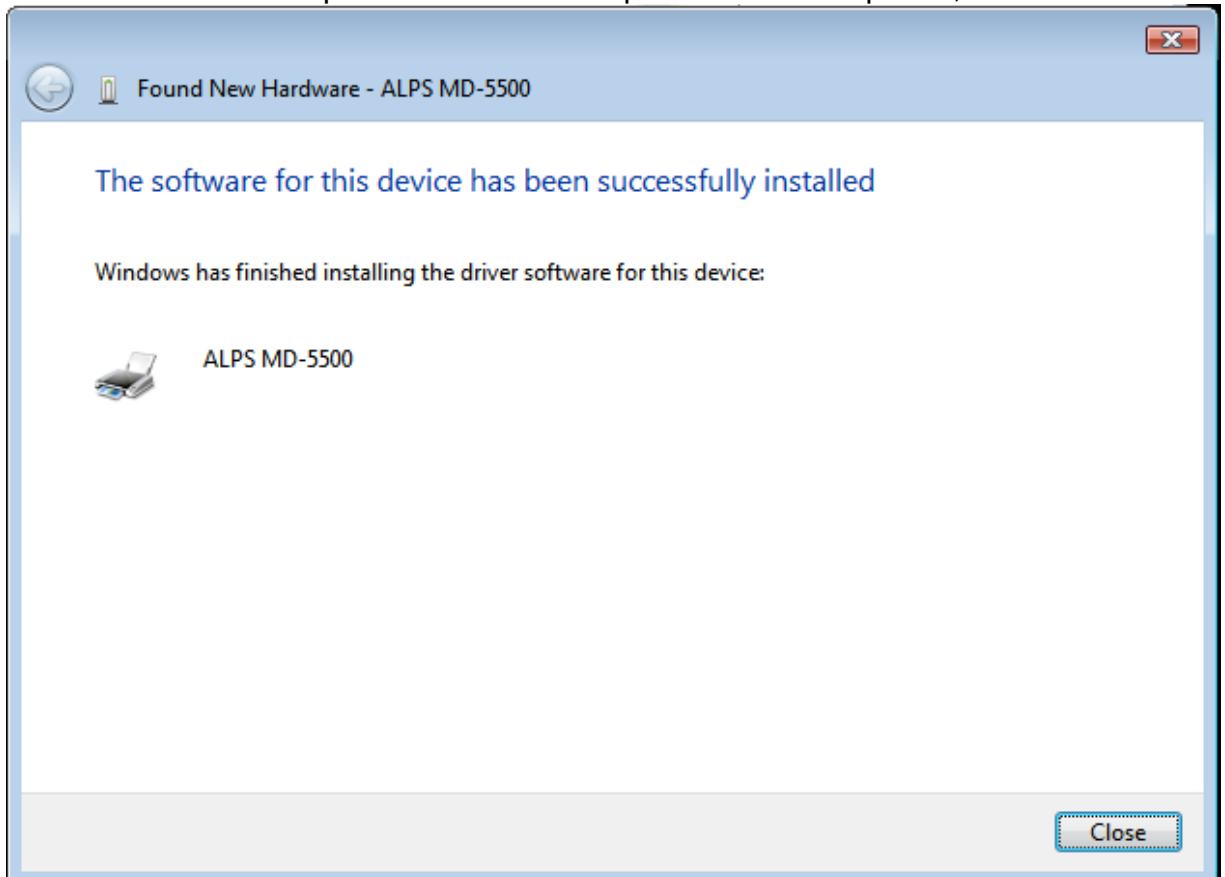 Found New Hardware - ALPS MD-5500
The software for this device has been successfully installed
Windows has finished installing the driver software for this device:
ALPS MD-5500
Close